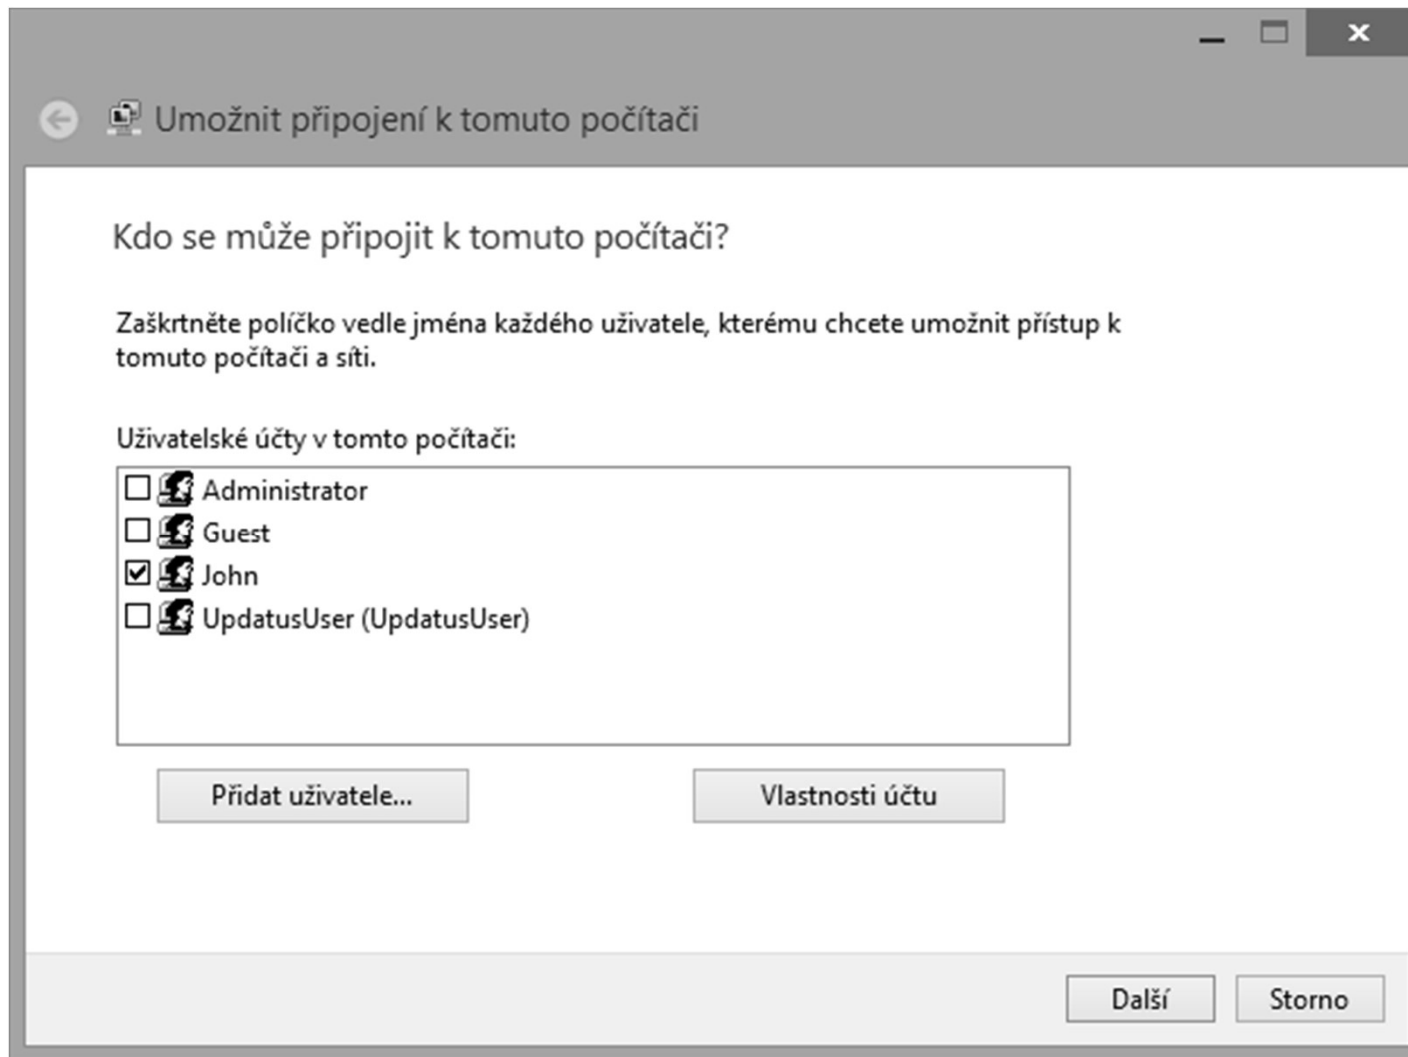 Umožnit připojení k tomuto počítači
Kdo se může připojit k tomuto počítači?
Zaškrtněte políčko vedle jména každého uživatele, kterému chcete umožnit přístup k
tomuto počítači a síti.
Uživatelské účty v tomto počítači:
Administrator
Guest
John
UpdatusUser (UpdatusUser)
Přidat uživatele...
Vlastnosti účtu
Další
Storno